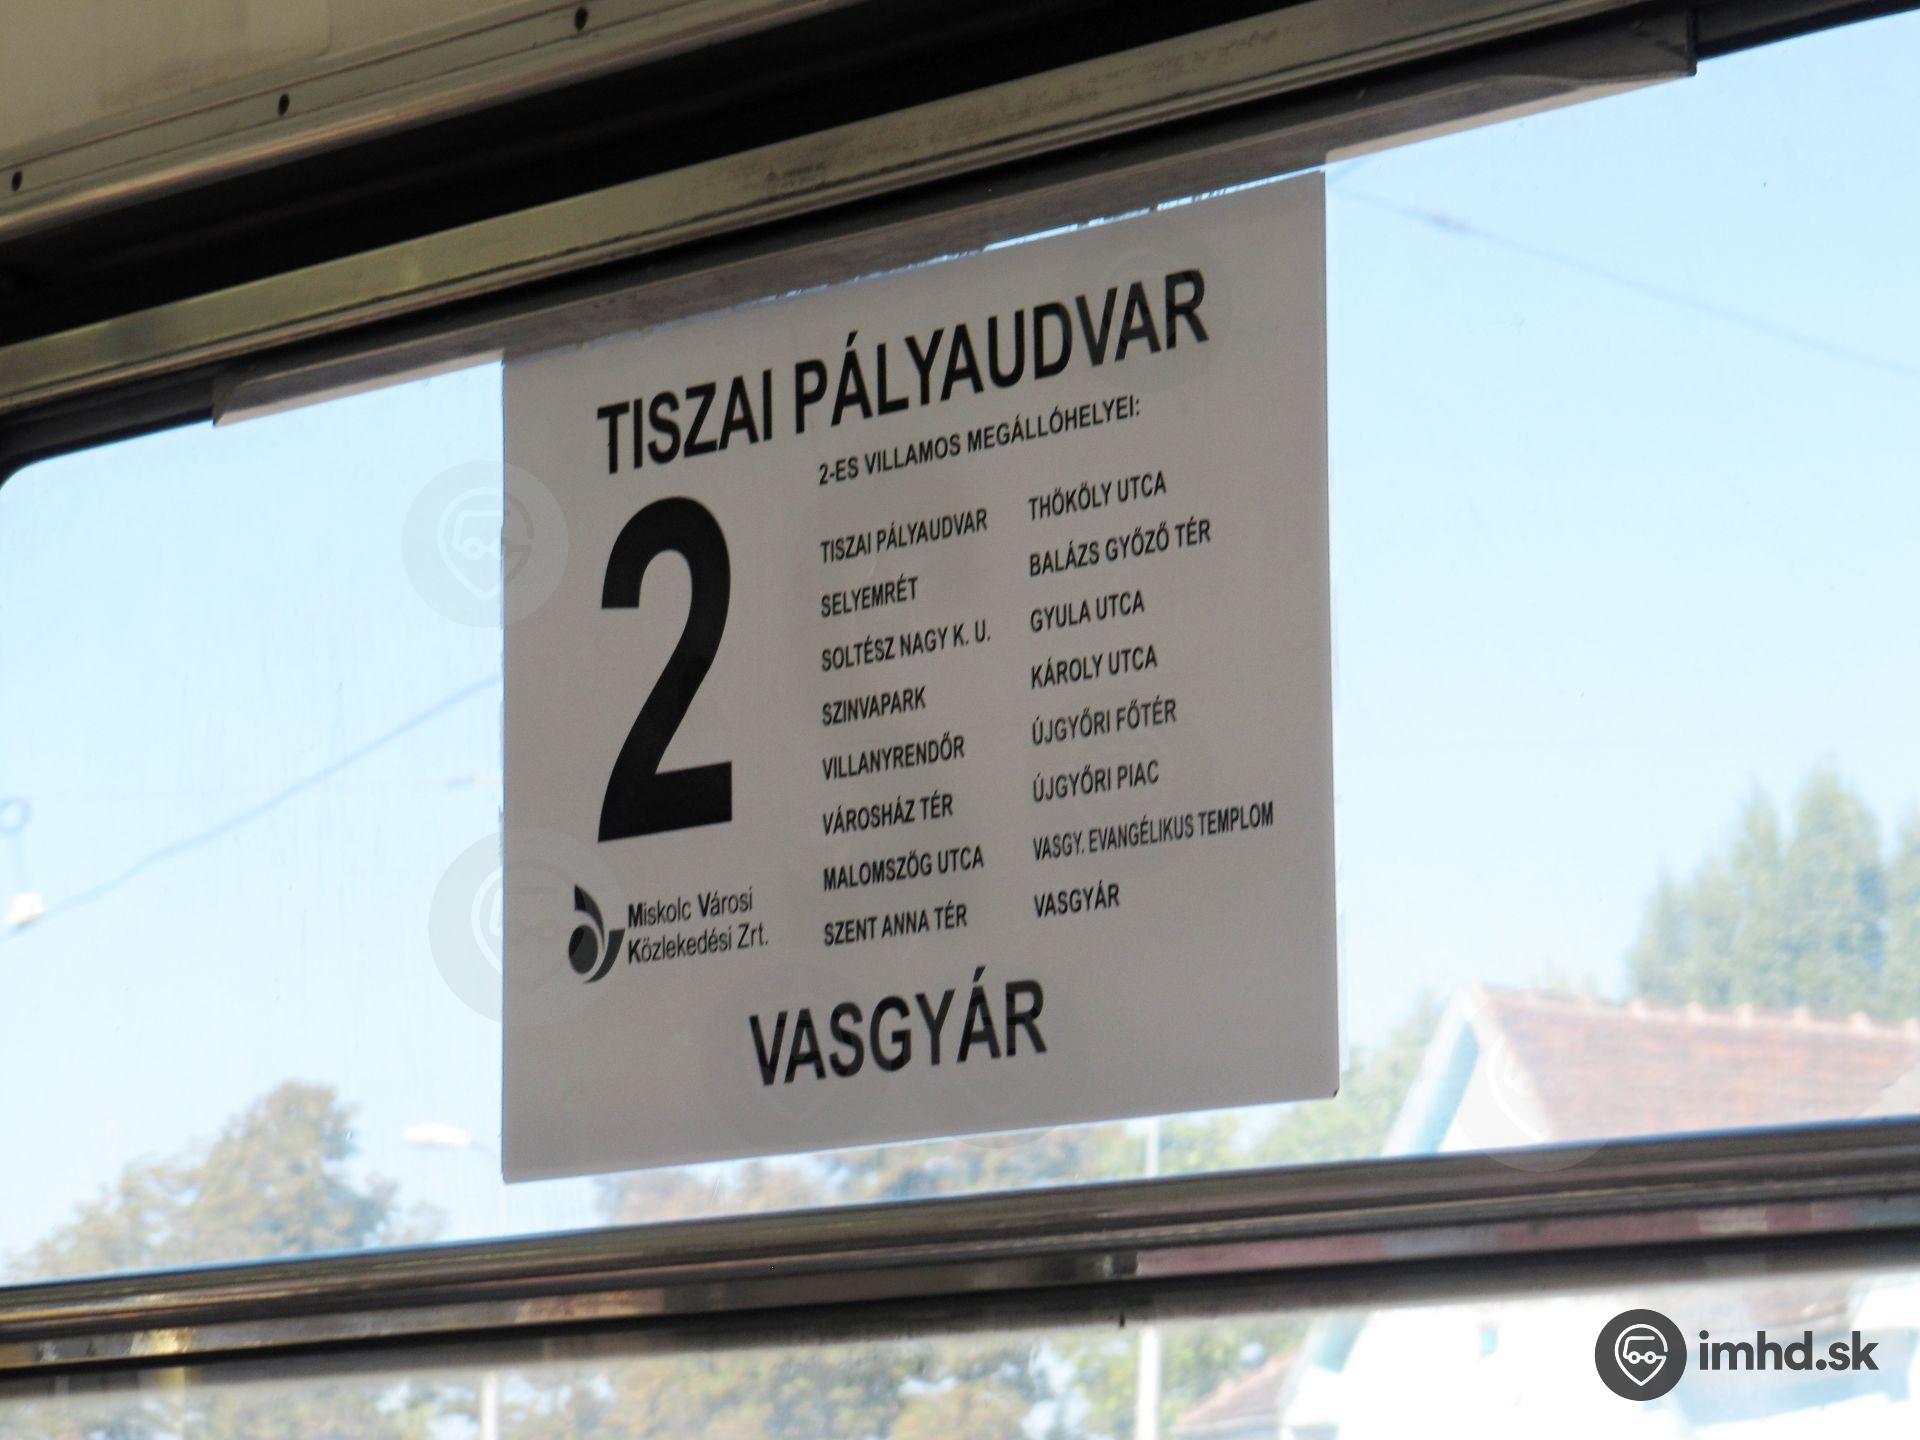 TISZAI PÁLYAUDVAR
2-ES VILLAMOS MEGÁLLÓHELYEI:
2
TISZAI PÁLYAUDVAR
SELYEMRÉT
SOLTÉSZ NAGY K. U.
SZINVAPARK
VILLANYRENDŐR
VÁROSHÁZ TÉR
MALOMSZÖG UTCA
SZENT ANNA TÉR
THÖKÖLY UTCA
BALÁZS GYŐZŐ TÉR
GYULA UTCA
KÁROLY UTCA
ÚJGYŐRI FŐTÉR
ÚJGYŐRI PIAC
VASGY. EVANGÉLIKUS TEMPLOM
VASGYÁR
Miskolc Városi
Közlekedési Zrt.
VASGYÁR
imhd.sk